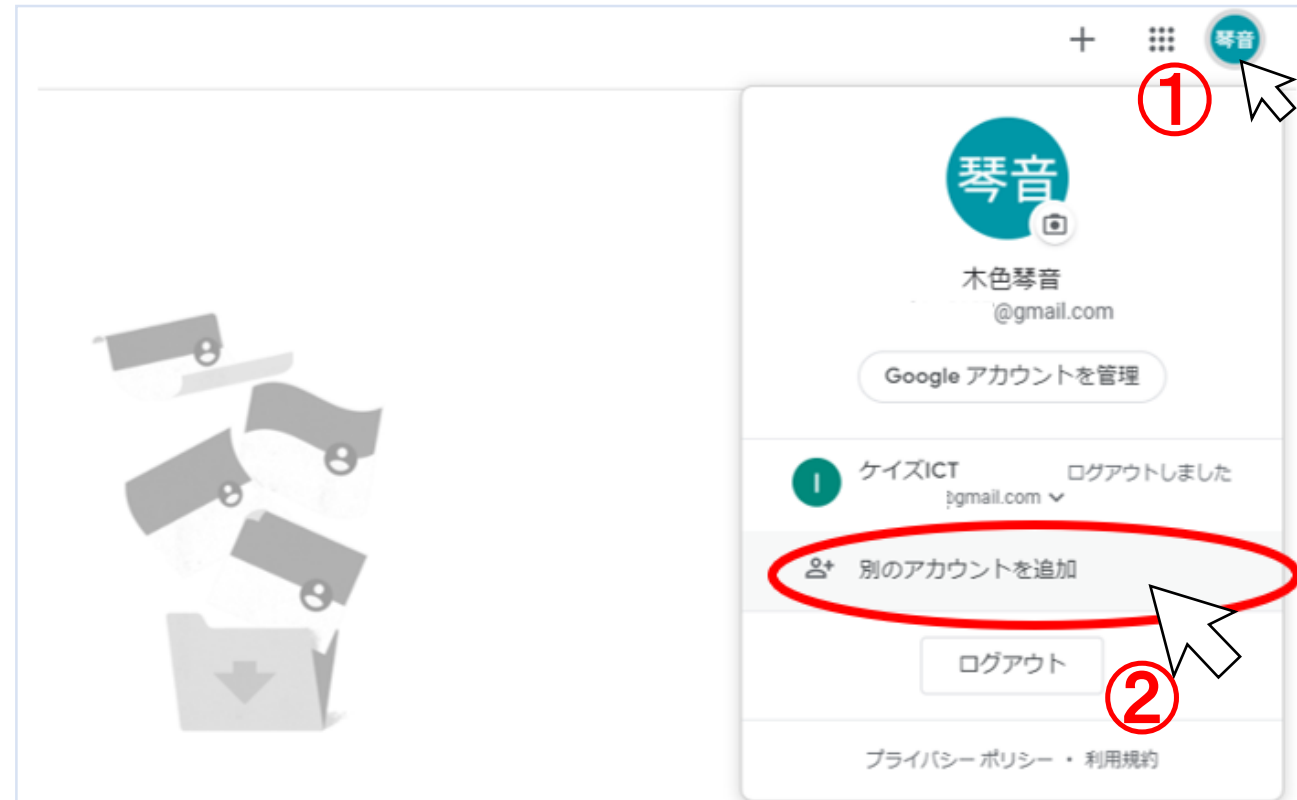 琴音
①
琴音
木色琴音
@gmail.com
Google アカウントを管理
I
ケイズICT ログアウトしました
gmail.com
別のアカウントを追加
ログアウト
②
プライバシー ポリシー ・ 利用規約